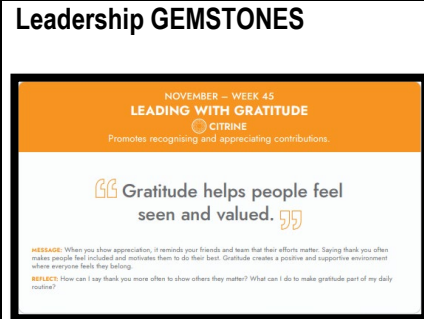 Leadership GEMSTONES
NOVEMBER – WEEK 45
LEADING WITH GRATITUDE
CITRINE
Promotes recognising and appreciating contributions.
“ Gratitude helps people feel
seen and valued. ”
MESSAGE: When you show appreciation, it reminds your friends and team that their efforts matter. Saying thank you often
makes people feel included and motivates them to do their best. Gratitude creates a positive and supportive environment
where everyone feels they belong.
REFLECT: How can I say thank you more often to show others they matter? What can I do to make gratitude part of my daily
routine?